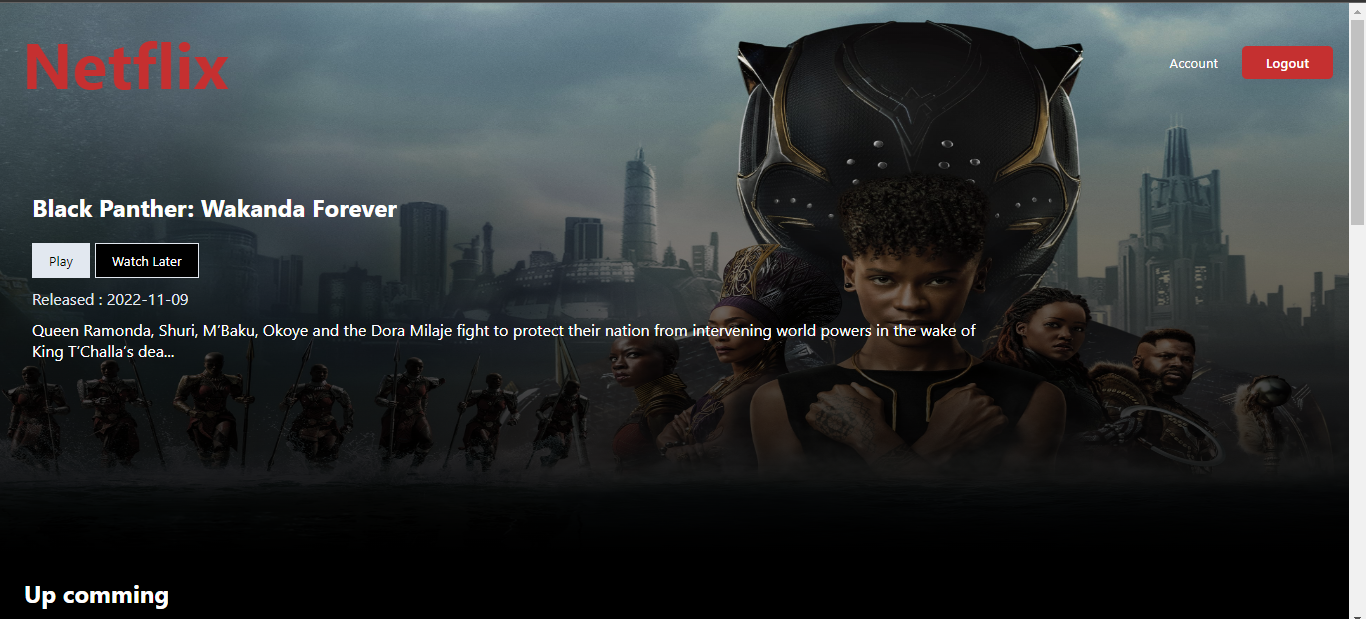 Netflix
Account
Logout
Black Panther: Wakanda Forever
Play
Watch Later
Released : 2022-11-09
Queen Ramonda, Shuri, M’Baku, Okoye and the Dora Milaje fight to protect their nation from intervening world powers in the wake of
King T’Challa’s dea...
Up comming